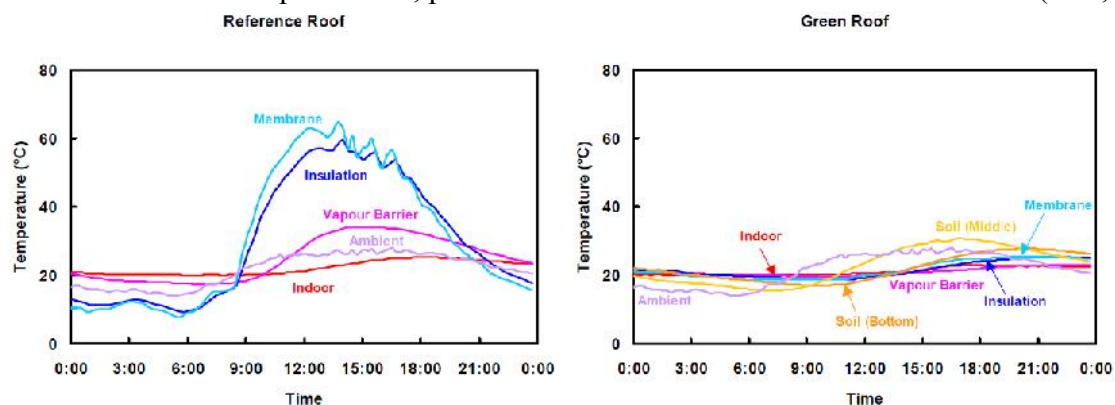 Reference Roof
80
60
40
20
0
Temperature (°C)
Membrane
Insulation
Vapour Barrier
Ambient
Indoor
0:00 3:00 6:00 9:00 12:00 15:00 18:00 21:00 0:00
Time
Green Roof
80
60
40
20
0
Temperature (°C)
Membrane
Soil (Middle)
Indoor
Ambient
Vapour Barrier
Insulation
Soil (Bottom)
0:00 3:00 6:00 9:00 12:00 15:00 18:00 21:00 0:00
Time